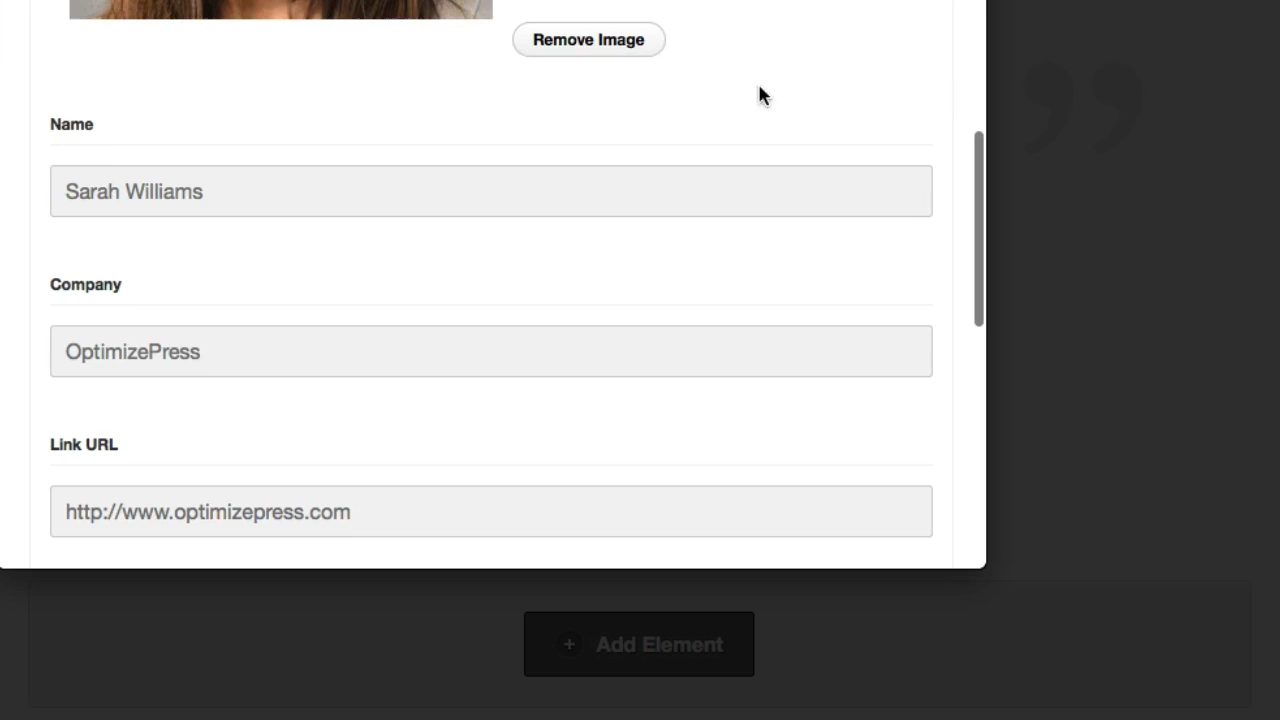 Remove Image
Name
Sarah Williams
Company
OptimizePress
Link URL
http://www.optimizepress.com
+ Add Element